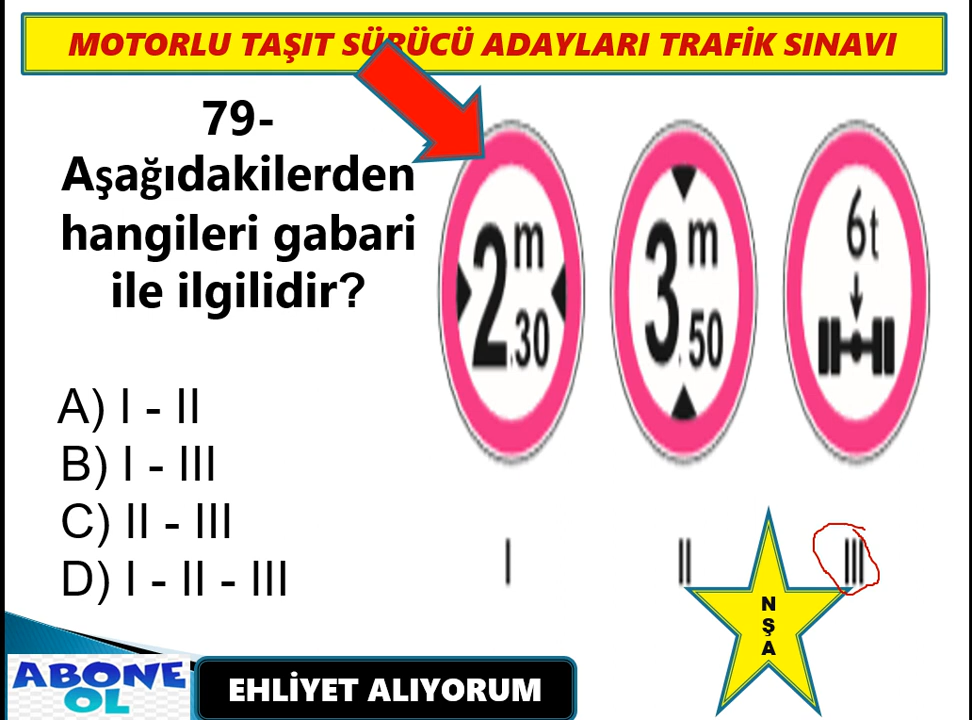 MOTORLU TAŞIT SÜRÜCÜ ADAYLARI TRAFİK SINAVI
79-
Aşağıdakilerden
hangileri gabari
ile ilgilidir?
A) I - II
B) I - III
C) II - III
D) I - II - III
2 m .30
3 m .50
6t
I
II
III
N
Ş
A
ABONE
OL
EHLİYET ALIYORUM